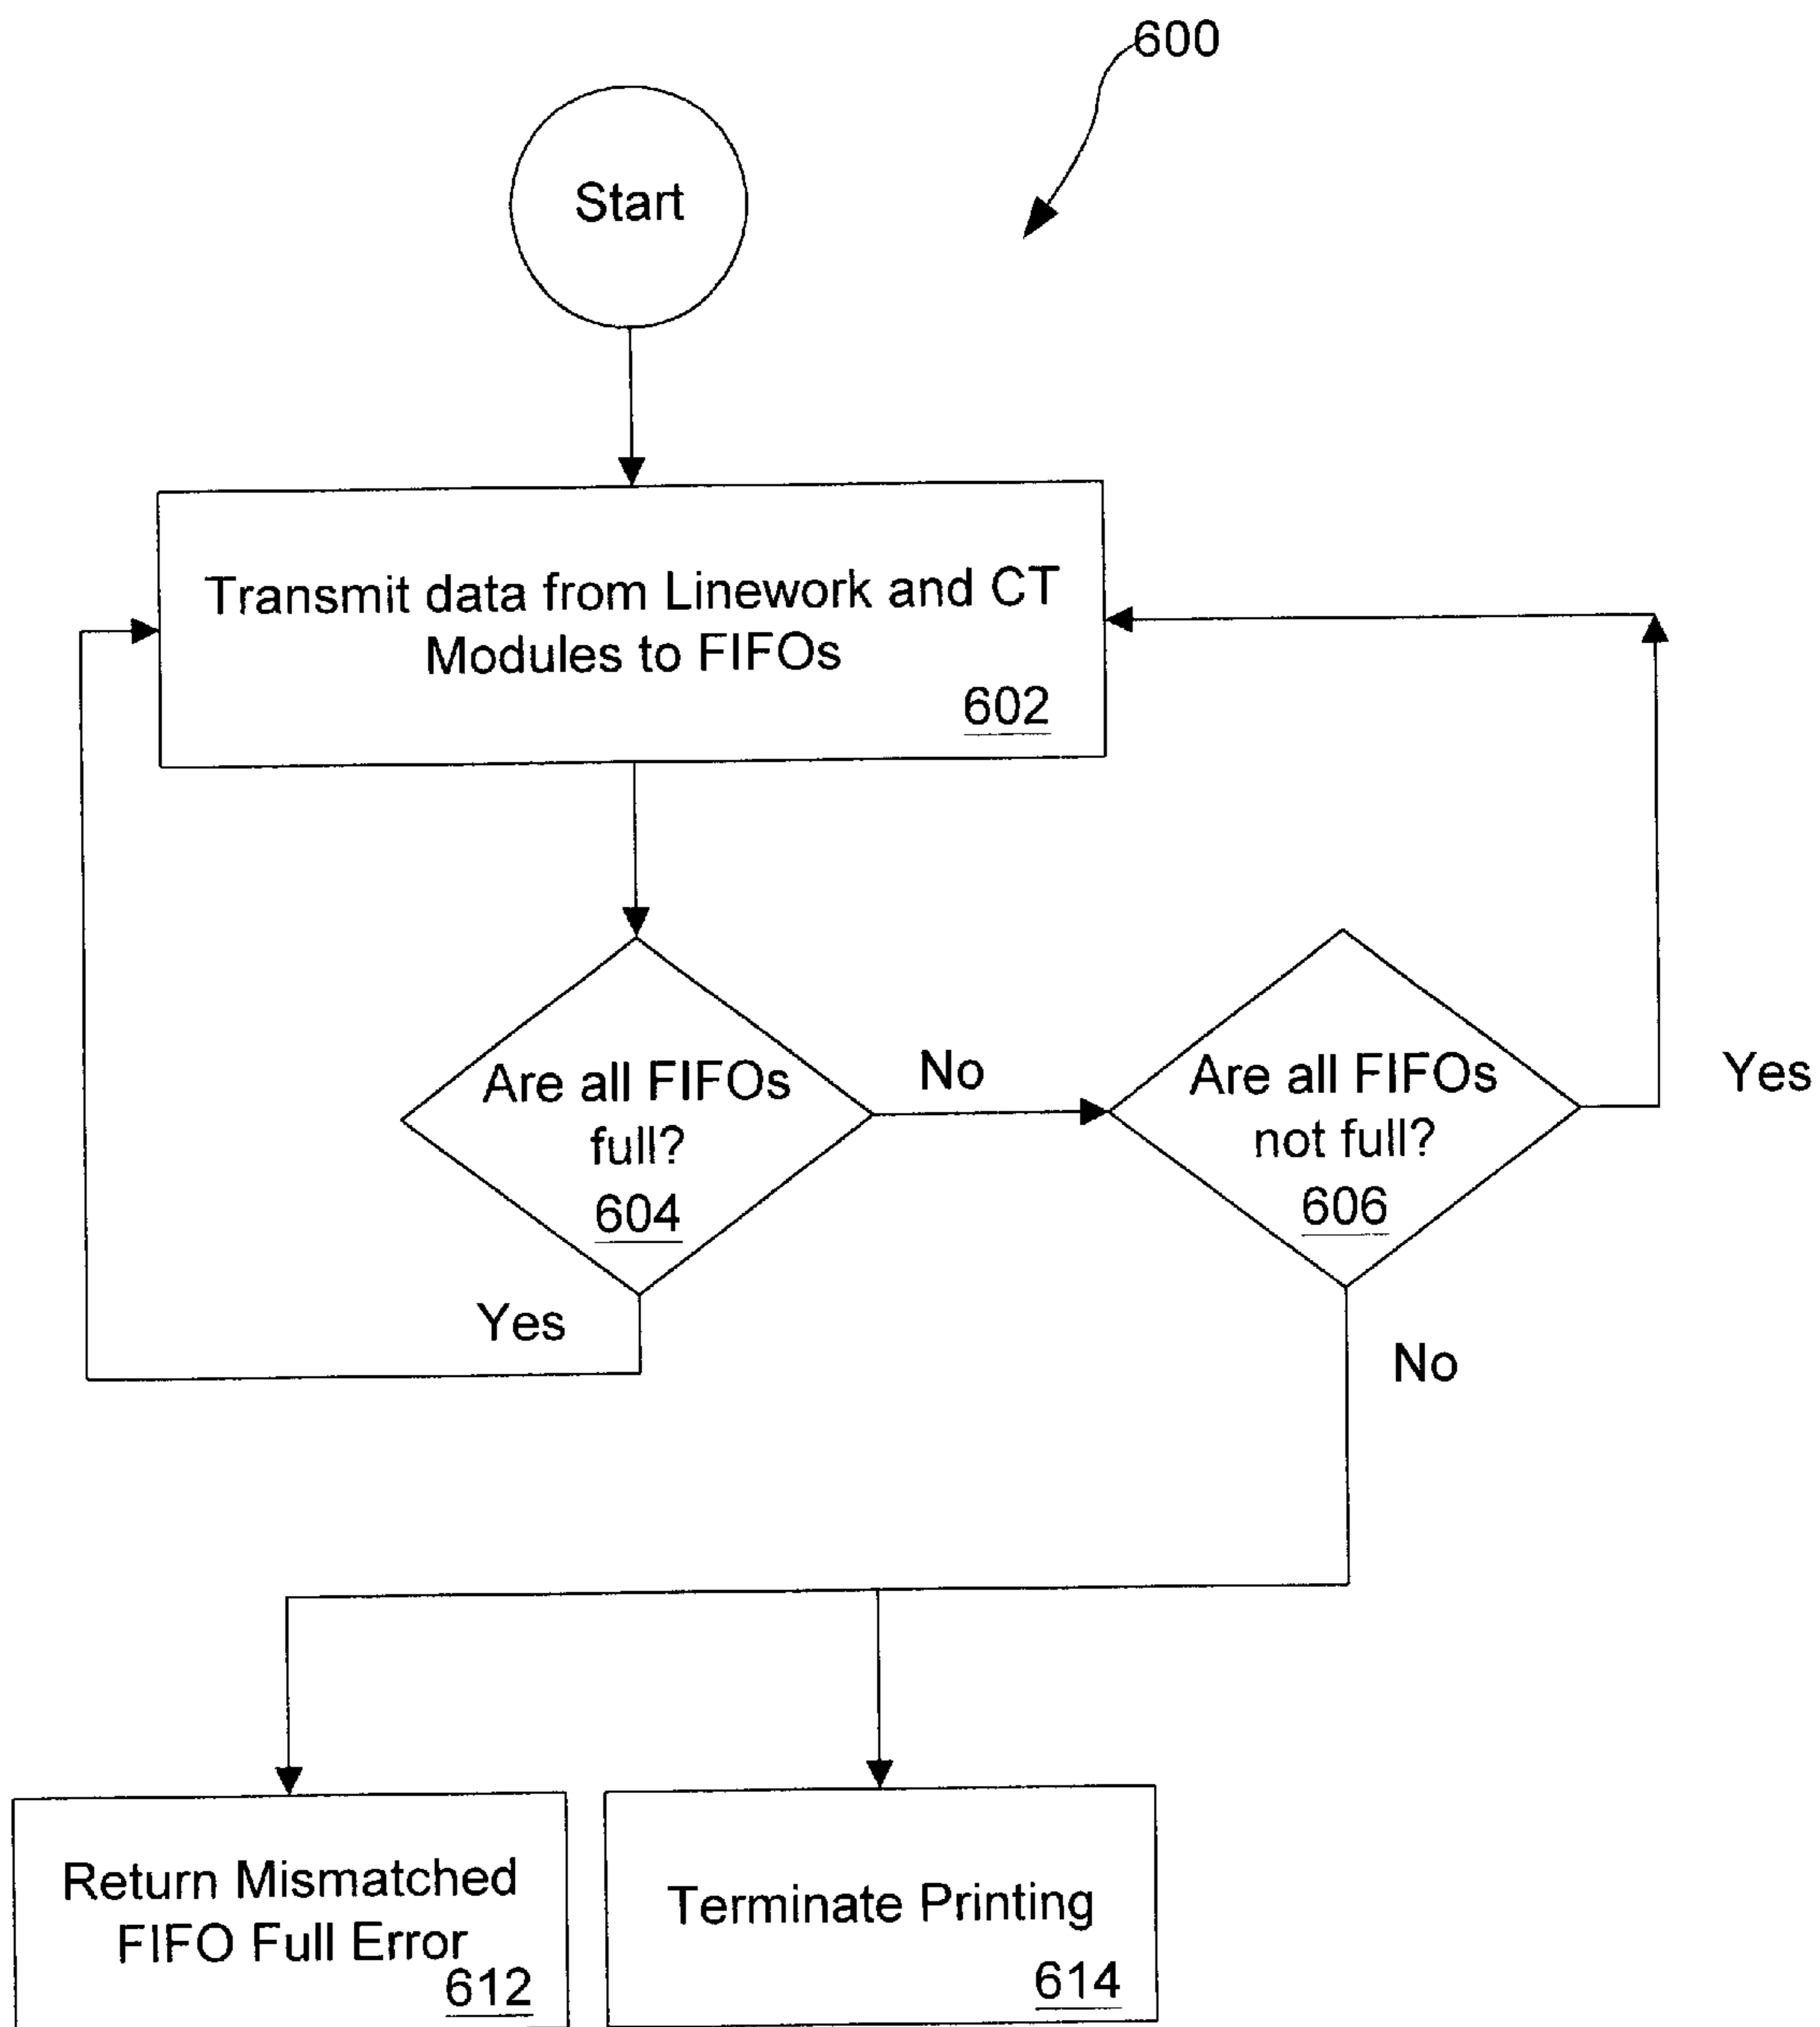 600
Start
Transmit data from Linework and CT
Modules to FIFOs
602
Are all FIFOs
full?
604
No
Are all FIFOs
not full?
606
Yes
Yes
No
Return Mismatched
FIFO Full Error
612
Terminate Printing
614